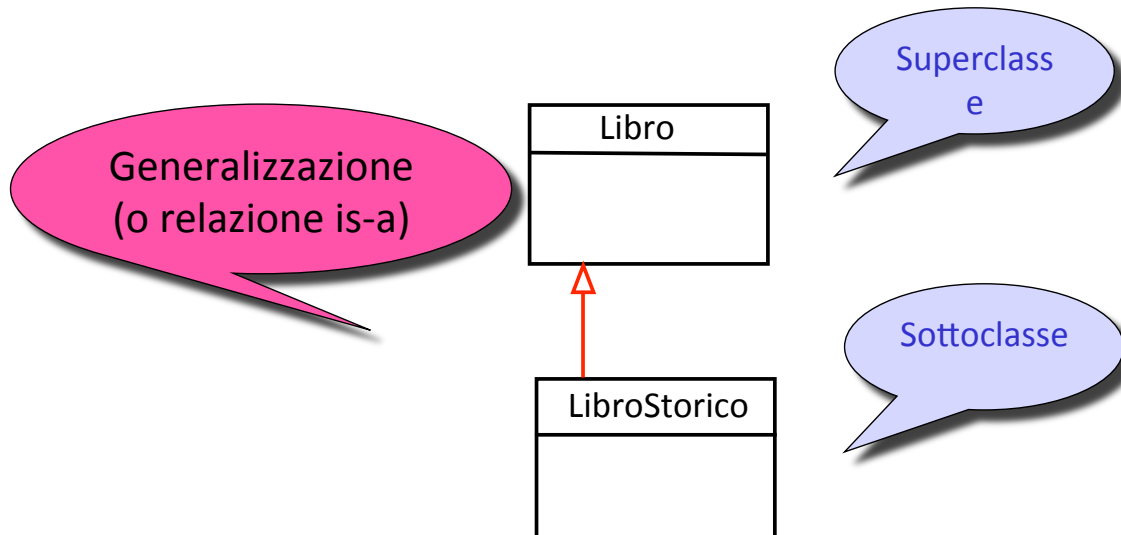 Superclass
e
Libro
Generalizzazione
(o relazione is-a)
Sottoclasse
LibroStorico